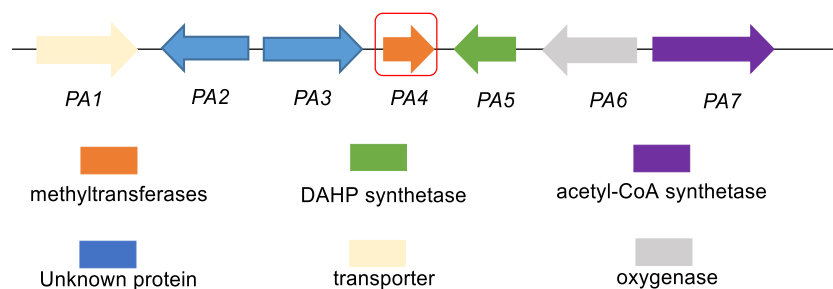 PA1 PA2 PA3 PA4 PA5 PA6 PA7
methyltransferases DAHP synthetase acetyl-CoA synthetase
Unknown protein transporter oxygenase